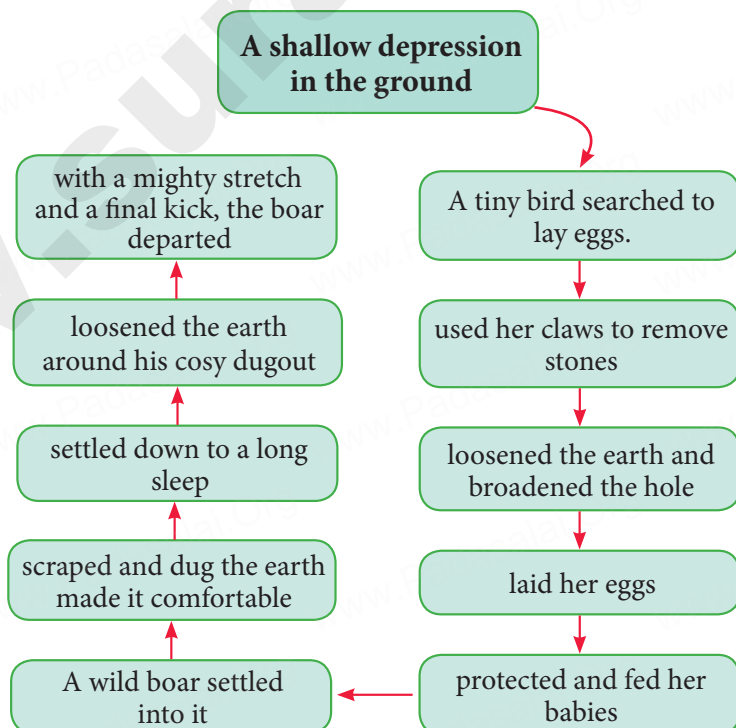 A shallow depression
in the ground
A tiny bird searched to
lay eggs.
used her claws to remove
stones
loosened the earth and
broadened the hole
laid her eggs
protected and fed her
babies
A wild boar settled
into it
scraped and dug the earth
made it comfortable
settled down to a long
sleep
loosened the earth
around his cosy dugout
with a mighty stretch
and a final kick, the boar
departed